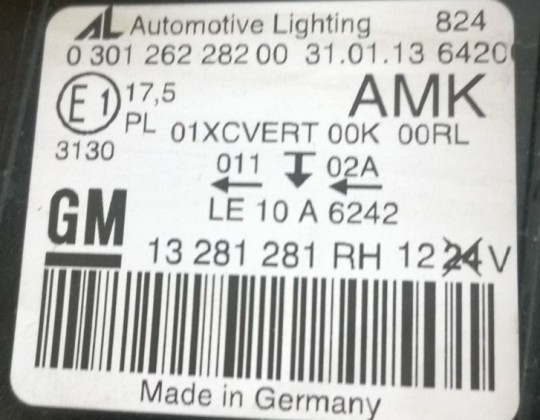 AL Automotive Lighting 824
0 301 262 282 00 31.01.13 6420
E1 17,5 AMK
PL 01XCVERT 00K 00RL
3130
011 02A
LE 10 A 6242
GM
13 281 281 RH 12 24 V
Made in Germany